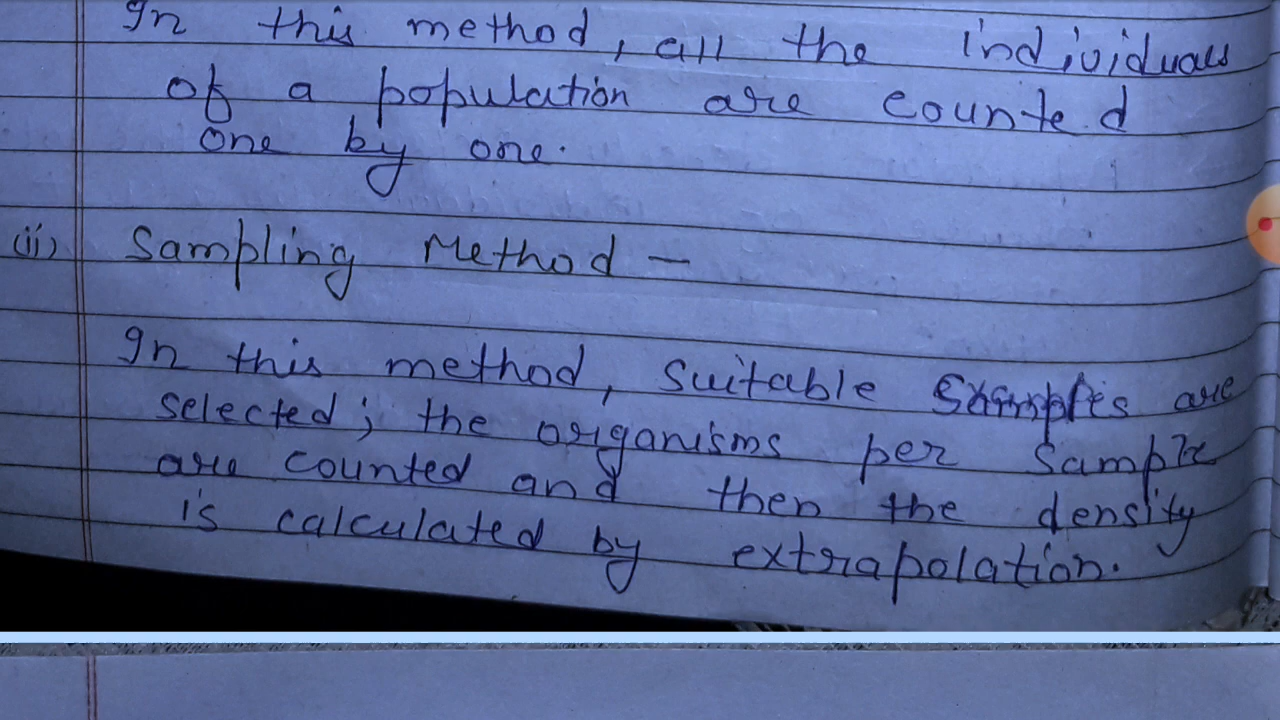 In this method, all the individuals
of a population are counted
one by one.
(ii) Sampling Method -
In this method, suitable samples are
selected; the organisms per sample
are counted and then the density
is calculated by extrapolation.